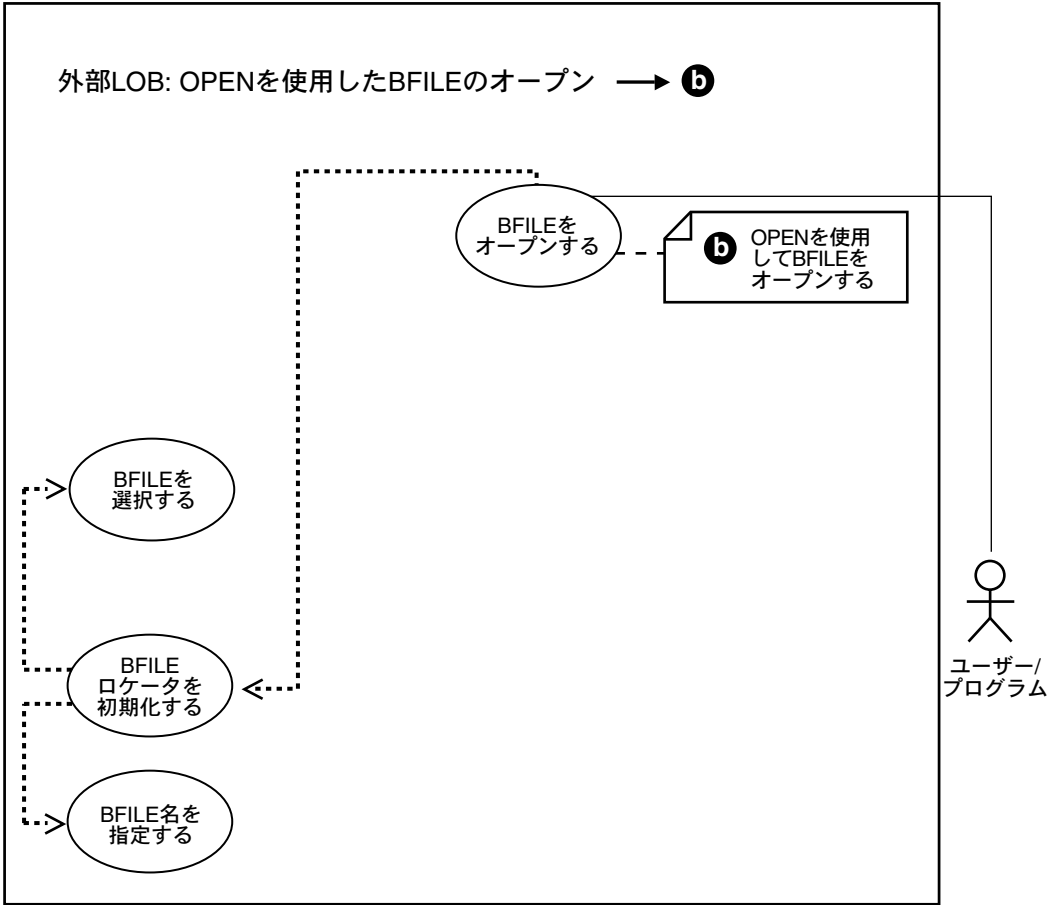 外部LOB: OPENを使用したBFILEのオープン → b
BFILEを
オープンする
b
OPENを使用
してBFILEを
オープンする
BFILEを
選択する
BFILE
ロケータを
初期化する
ユーザー/
プログラム
BFILE名を
指定する